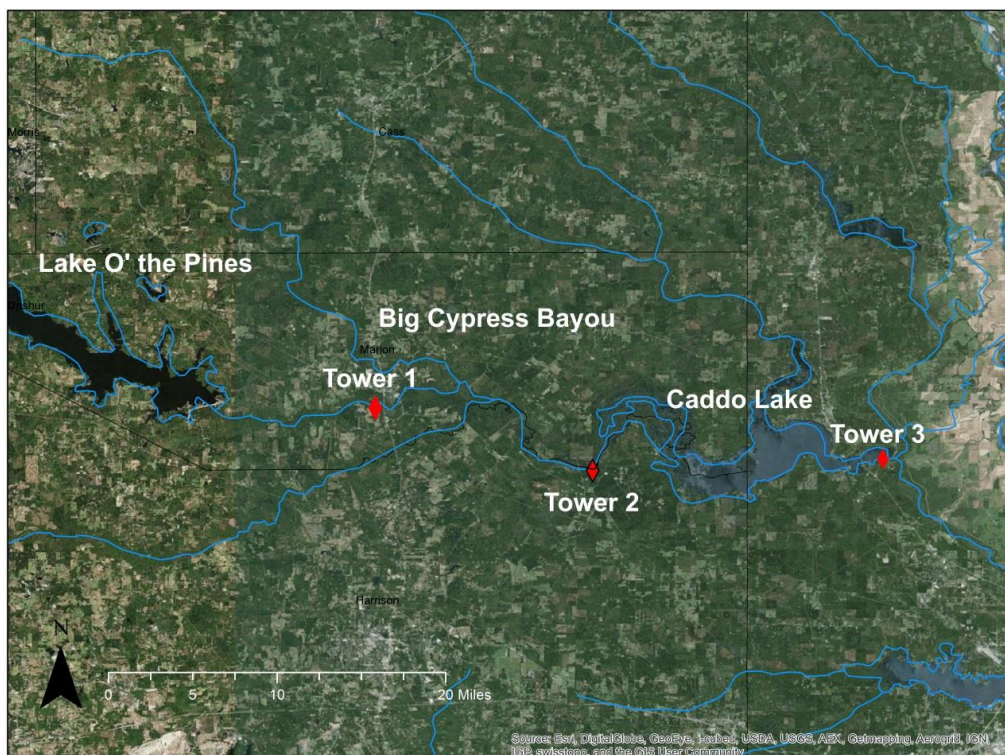 Morris
Cass
Lake O' the Pines
Upshur
Big Cypress Bayou
Marion
Tower 1
Caddo Lake
Tower 3
Tower 2
Harrison
N
0 5 10 20 Miles
Source: Esri, DigitalGlobe, GeoEye, i-cubed, USDA, USGS, AEX, Getmapping, Aerogrid, IGN,
IGP, swisstopo, and the GIS User Community